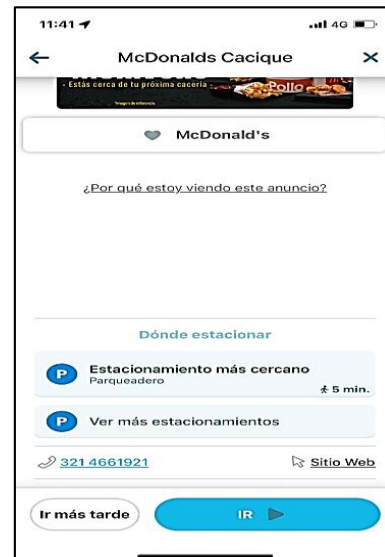 11:41
4G
McDonalds Cacique
- Estás cerca de tu próxima cacería -
Pollo
McDonald's
¿Por qué estoy viendo este anuncio?
Dónde estacionar
P
Estacionamiento más cercano
Parqueadero
5 min.
P
Ver más estacionamientos
321 4661921
Sitio Web
Ir más tarde
IR